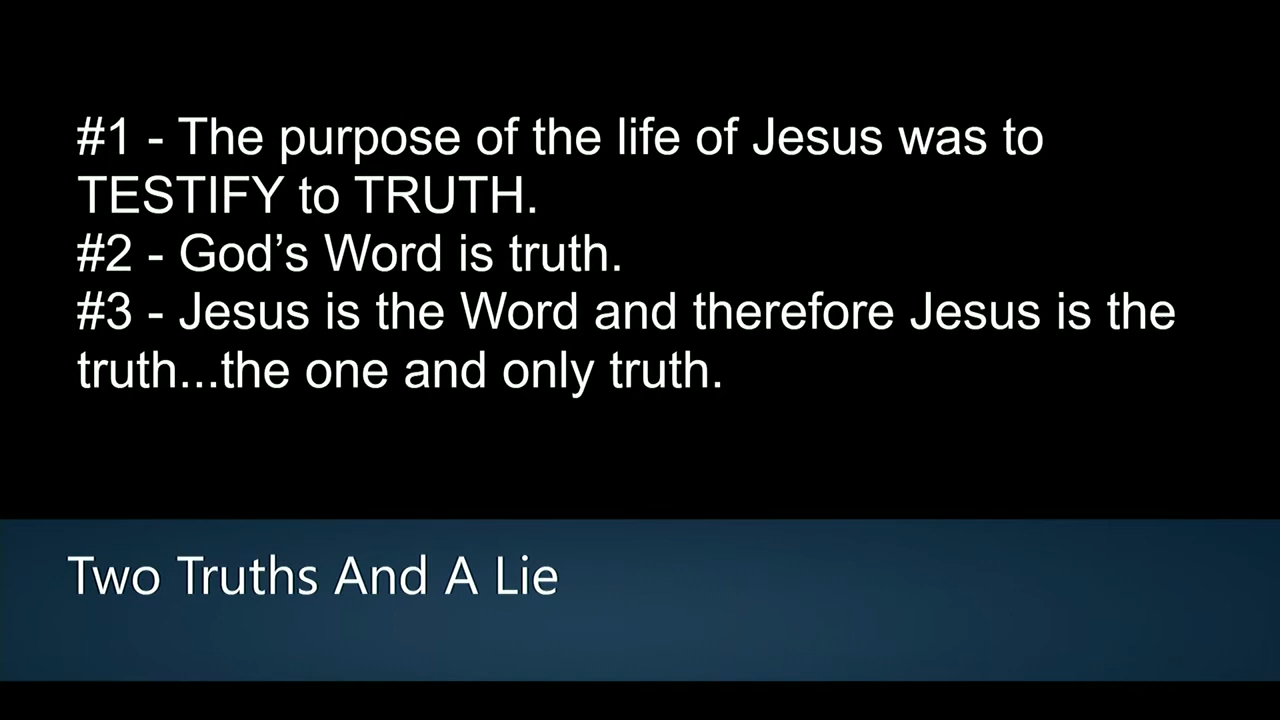 #1 - The purpose of the life of Jesus was to
TESTIFY to TRUTH.
#2 - God’s Word is truth.
#3 - Jesus is the Word and therefore Jesus is the
truth...the one and only truth.
Two Truths And A Lie